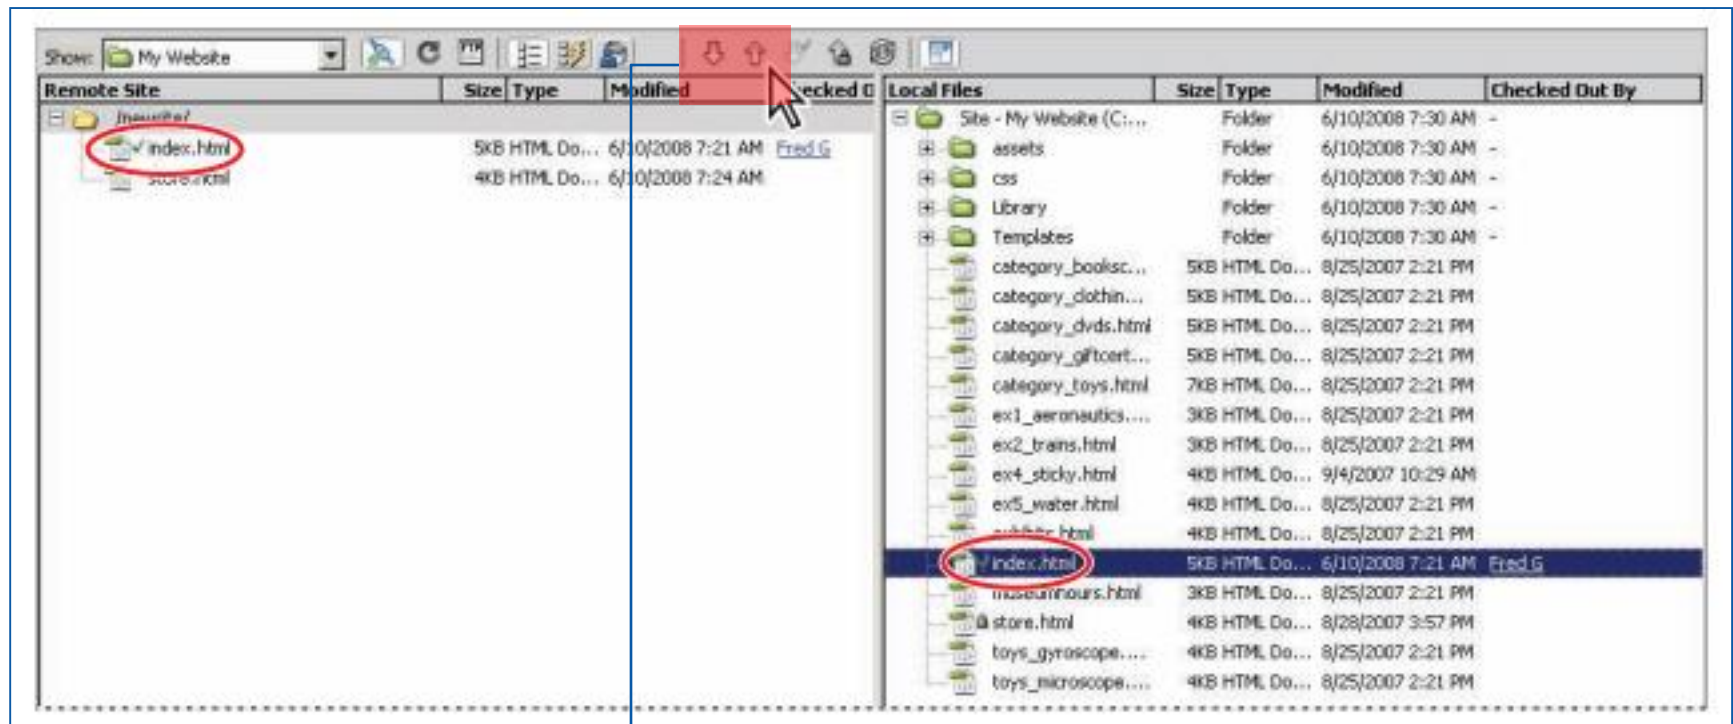 Show: My Website
Remote Site Size Type Modified Checked O
/newsite/
index.html 5KB HTML Do... 6/10/2008 7:21 AM Fred G
store.html 4KB HTML Do... 6/10/2008 7:24 AM
Local Files Size Type Modified Checked Out By
Site - My Website (C:... Folder 6/10/2008 7:30 AM -
assets Folder 6/10/2008 7:30 AM -
css Folder 6/10/2008 7:30 AM -
Library Folder 6/10/2008 7:30 AM -
Templates Folder 6/10/2008 7:30 AM -
category_booksc... 5KB HTML Do... 8/25/2007 2:21 PM
category_clothin... 5KB HTML Do... 8/25/2007 2:21 PM
category_dvds.html 5KB HTML Do... 8/25/2007 2:21 PM
category_giftcert... 5KB HTML Do... 8/25/2007 2:21 PM
category_toys.html 7KB HTML Do... 8/25/2007 2:21 PM
ex1_aeronautics.... 3KB HTML Do... 8/25/2007 2:21 PM
ex2_trains.html 3KB HTML Do... 8/25/2007 2:21 PM
ex4_sticky.html 4KB HTML Do... 9/4/2007 10:29 AM
ex5_water.html 4KB HTML Do... 8/25/2007 2:21 PM
exhibits.html 4KB HTML Do... 8/25/2007 2:21 PM
index.html 5KB HTML Do... 6/10/2008 7:21 AM Fred G
museumhours.html 3KB HTML Do... 8/25/2007 2:21 PM
store.html 4KB HTML Do... 8/28/2007 3:57 PM
toys_gyroscope.... 4KB HTML Do... 8/25/2007 2:21 PM
toys_microscope.... 4KB HTML Do... 8/25/2007 2:21 PM